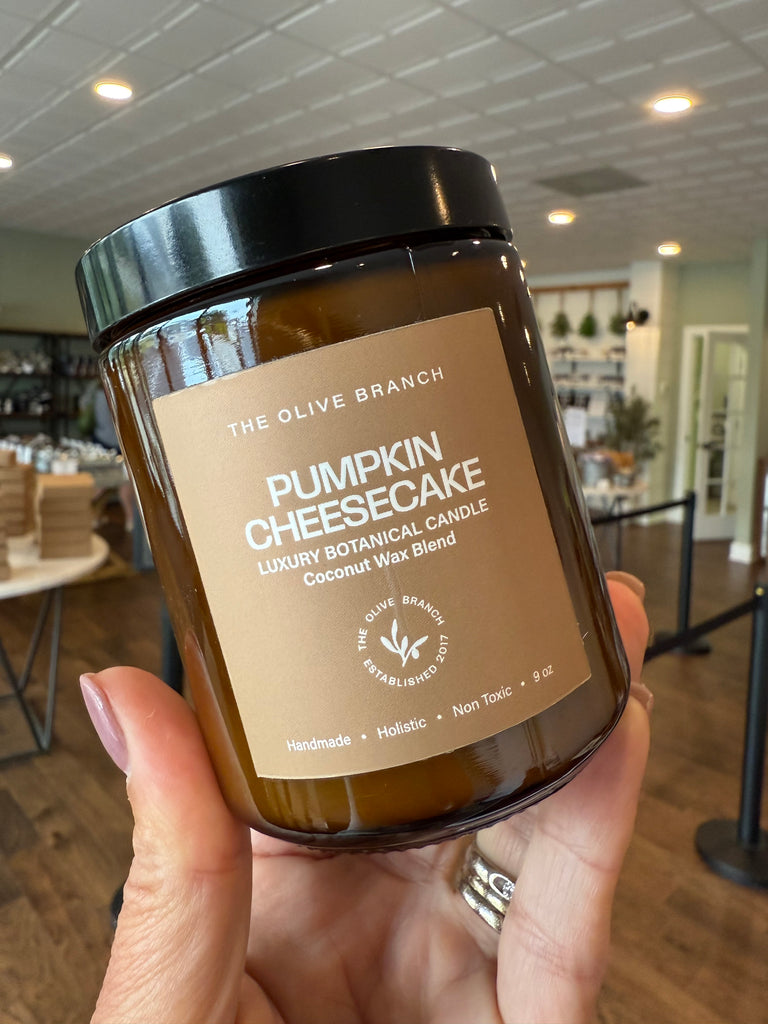 THE OLIVE BRANCH
PUMPKIN
CHEESECAKE
LUXURY BOTANICAL CANDLE
Coconut Wax Blend
THE OLIVE BRANCH
ESTABLISHED 2017
Handmade • Holistic • Non Toxic • 9 oz